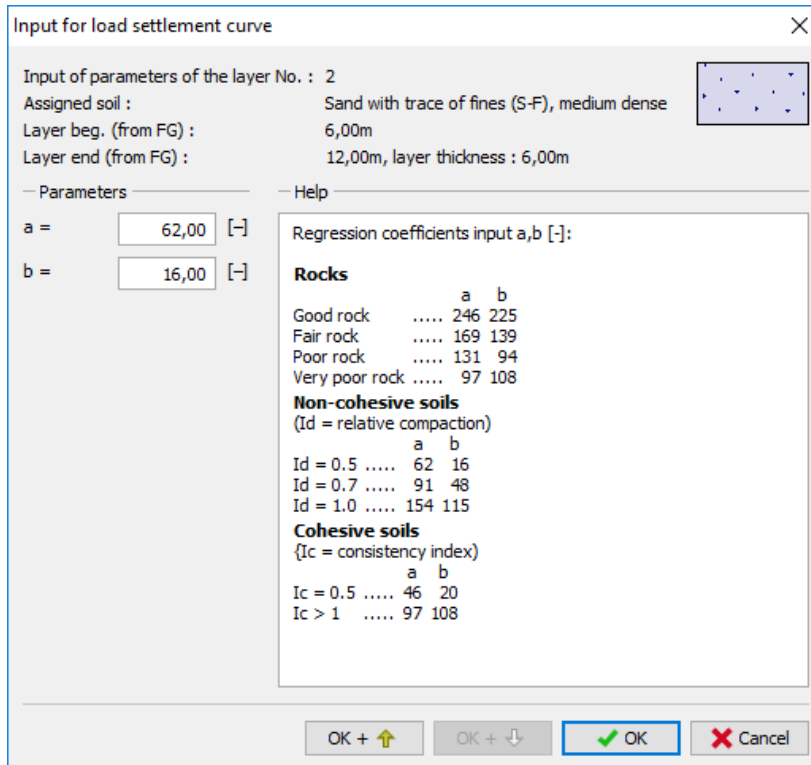 Input for load settlement curve
Input of parameters of the layer No. : 2
Assigned soil : Sand with trace of fines (S-F), medium dense
Layer beg. (from FG) : 6,00m
Layer end (from FG) : 12,00m, layer thickness : 6,00m
Parameters
a = 62,00 [-]
b = 16,00 [-]
Help
Regression coefficients input a,b [-]:
Rocks
a b
Good rock ..... 246 225
Fair rock ..... 169 139
Poor rock ..... 131 94
Very poor rock ..... 97 108
Non-cohesive soils
(Id = relative compaction)
a b
Id = 0.5 ..... 62 16
Id = 0.7 ..... 91 48
Id = 1.0 ..... 154 115
Cohesive soils
{Ic = consistency index)
a b
Ic = 0.5 ..... 46 20
Ic > 1 ..... 97 108
OK + OK + OK Cancel